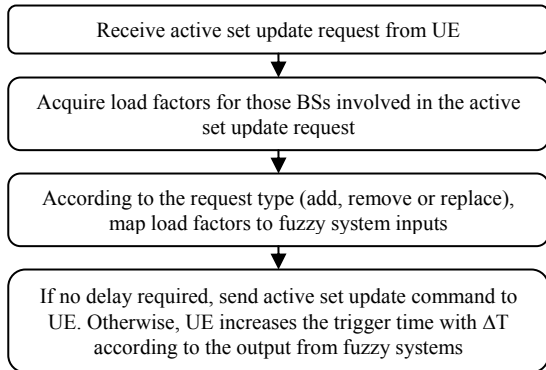 Receive active set update request from UE
Acquire load factors for those BSs involved in the active
set update request
According to the request type (add, remove or replace),
map load factors to fuzzy system inputs
If no delay required, send active set update command to
UE. Otherwise, UE increases the trigger time with ΔT
according to the output from fuzzy systems